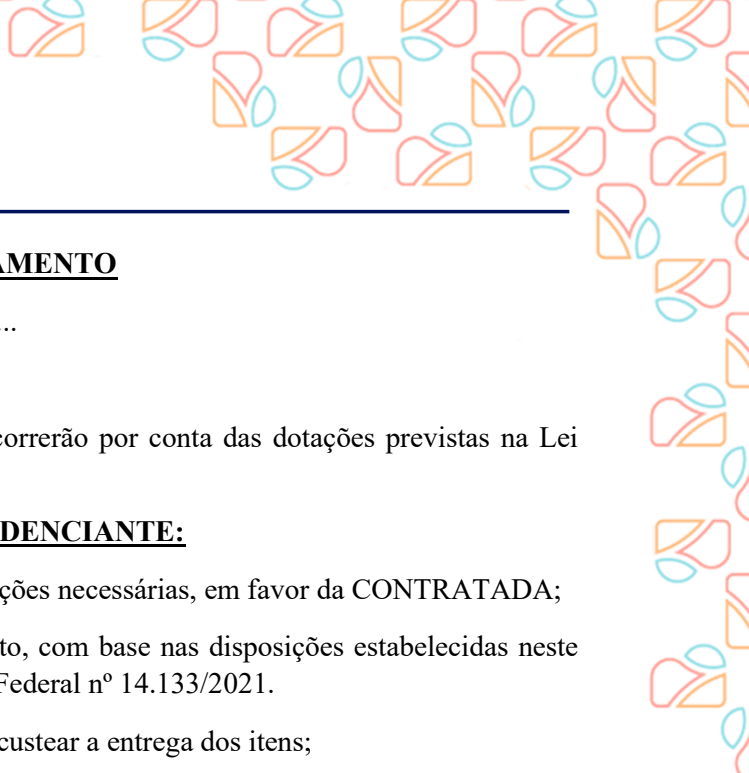 AMENTO
...
correrão por conta das dotações previstas na Lei
DENCIANTE:
ções necessárias, em favor da CONTRATADA;
to, com base nas disposições estabelecidas neste
Federal nº 14.133/2021.
custear a entrega dos itens;